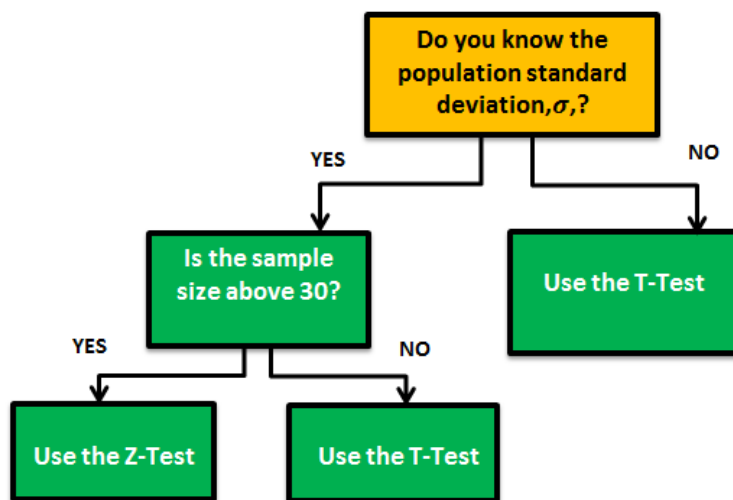 Do you know the
population standard
deviation,σ,?
YES
NO
Is the sample
size above 30?
Use the T-Test
YES
NO
Use the Z-Test
Use the T-Test